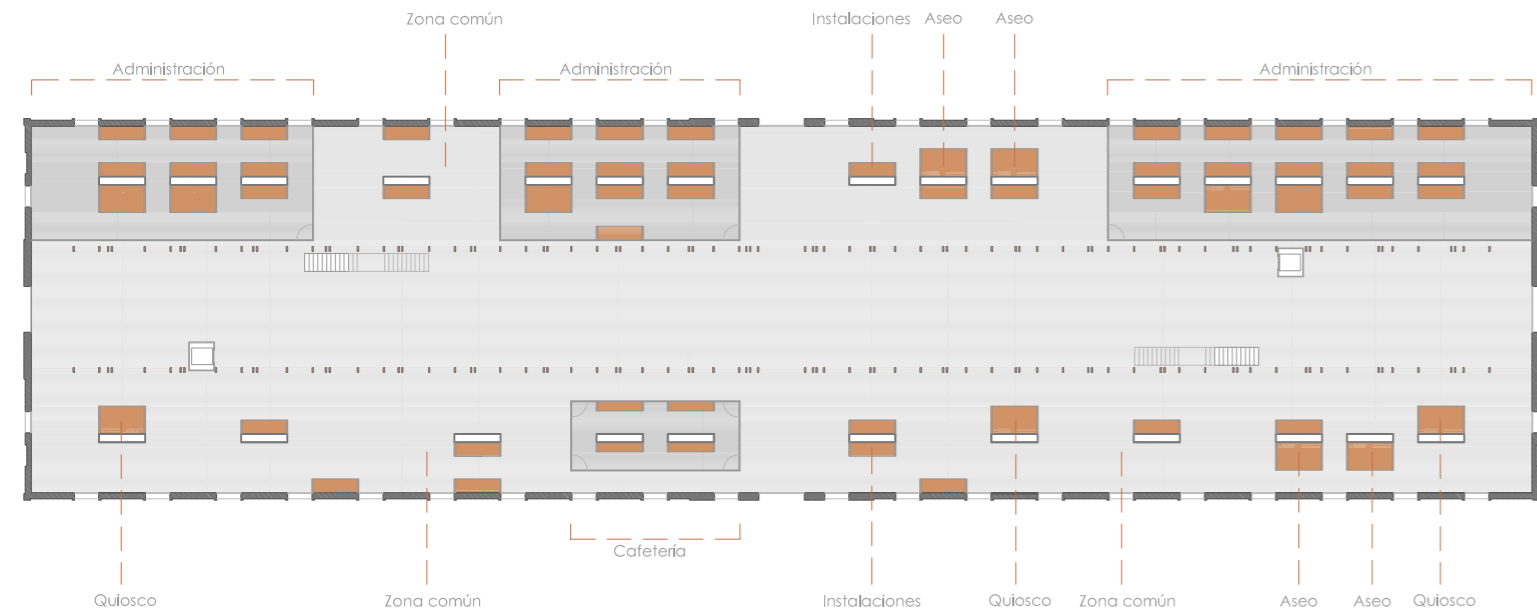 Zona común
Instalaciones
Aseo
Aseo
Administración
Administración
Administración
Cafetería
Quiosco
Zona común
Instalaciones
Quiosco
Zona común
Aseo
Aseo
Quiosco